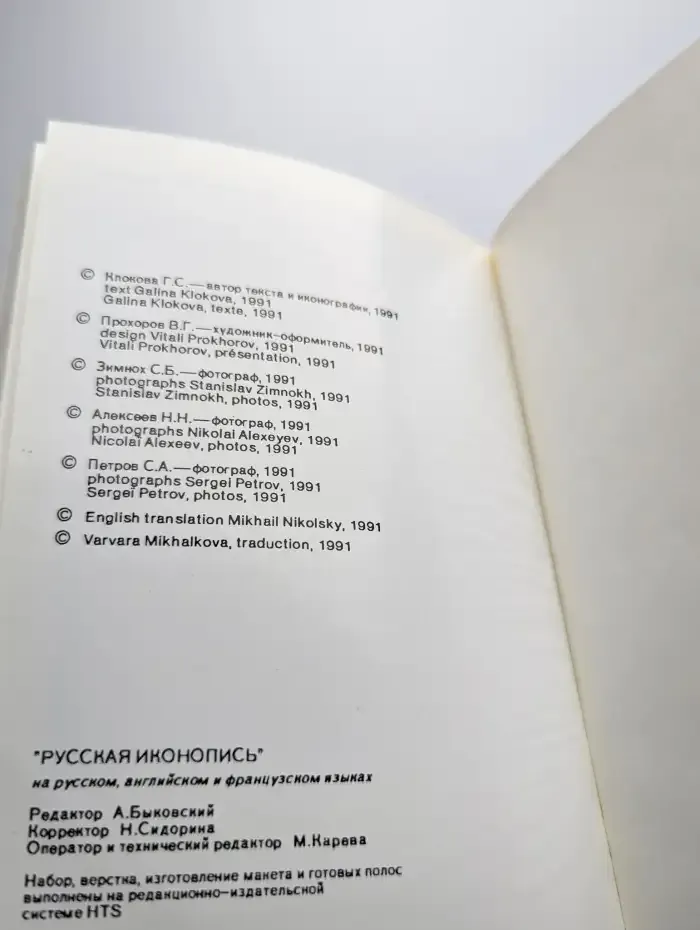 © Клокова Г.С.—автор текста и иконографии, 1991
text Galina Klokova, 1991
Galina Klokova, texte, 1991
© Прохоров В.Г.—художник-оформитель, 1991
design Vitali Prokhorov, 1991
Vitali Prokhorov, présentation, 1991
© Зимнох С.Б.—фотограф, 1991
photographs Stanislav Zimnokh, 1991
Stanislav Zimnokh, photos, 1991
© Алексеев Н.Н.—фотограф, 1991
photographs Nikolai Alexeyev, 1991
Nicolaï Alexeev, photos, 1991
© Петров С.А.—фотограф, 1991
photographs Sergei Petrov, 1991
Sergeï Petrov, photos, 1991
© English translation Mikhail Nikolsky, 1991
© Varvara Mikhalkova, traduction, 1991
"РУССКАЯ ИКОНОПИСЬ"
на русском, английском и французском языках
Редактор А.Быковский
Корректор Н.Сидорина
Оператор и технический редактор М.Карева
Набор, верстка, изготовление макета и готовых полос
выполнены на редакционно-издательской
системе HTS